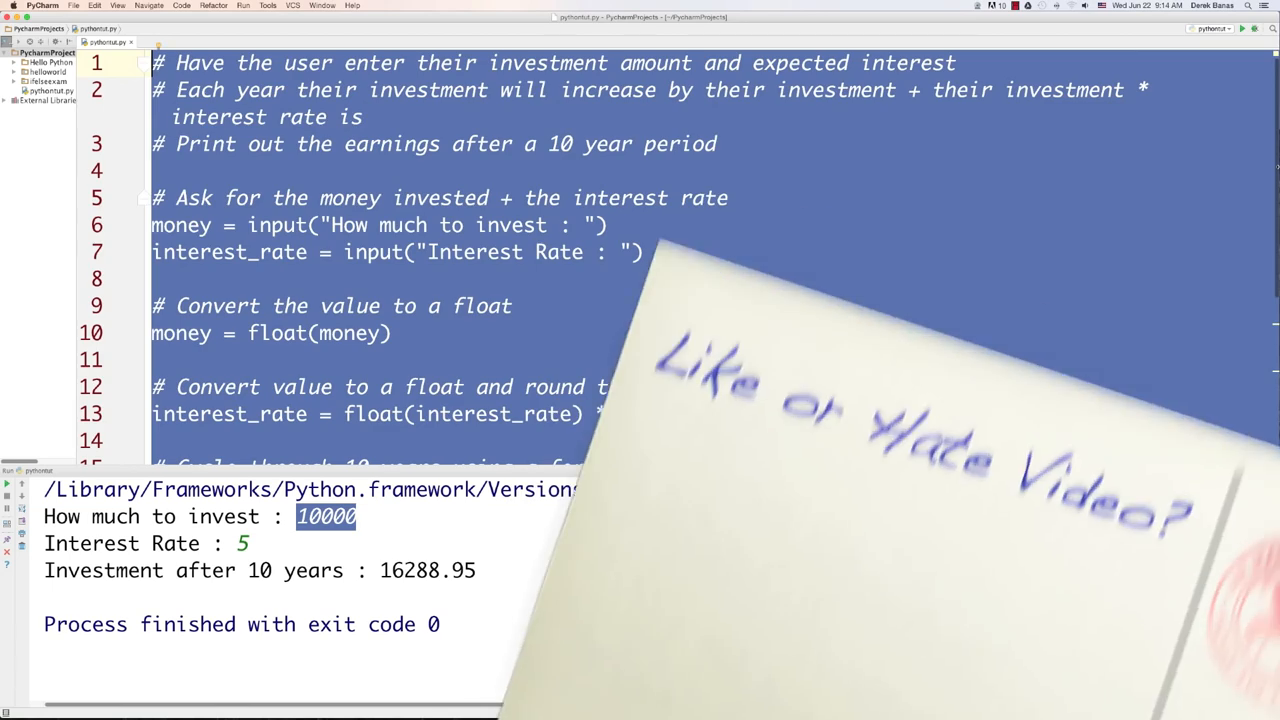 PyCharm File Edit View Navigate Code Refactor Run Tools VCS Window Wed Jun 22 9:14 AM Derek Banas
pythontut.py - PycharmProjects - [~/PycharmProjects]
PycharmProjects pythontut.py pythontut
pythontut.py
PycharmProject
Hello Python
helloworld
ifelseexam
pythontut.py
External Librarie
1 # Have the user enter their investment amount and expected interest
2 # Each year their investment will increase by their investment + their investment *
interest rate is
3 # Print out the earnings after a 10 year period
4
5 # Ask for the money invested + the interest rate
6 money = input("How much to invest : ")
7 interest_rate = input("Interest Rate : ")
8
9 # Convert the value to a float
10 money = float(money)
11
12 # Convert value to a float and round t
13 interest_rate = float(interest_rate) *
14
Run pythontut
/Library/Frameworks/Python.framework/Versions
How much to invest : 10000
Interest Rate : 5
Investment after 10 years : 16288.95
Process finished with exit code 0
Like or Hate Video?